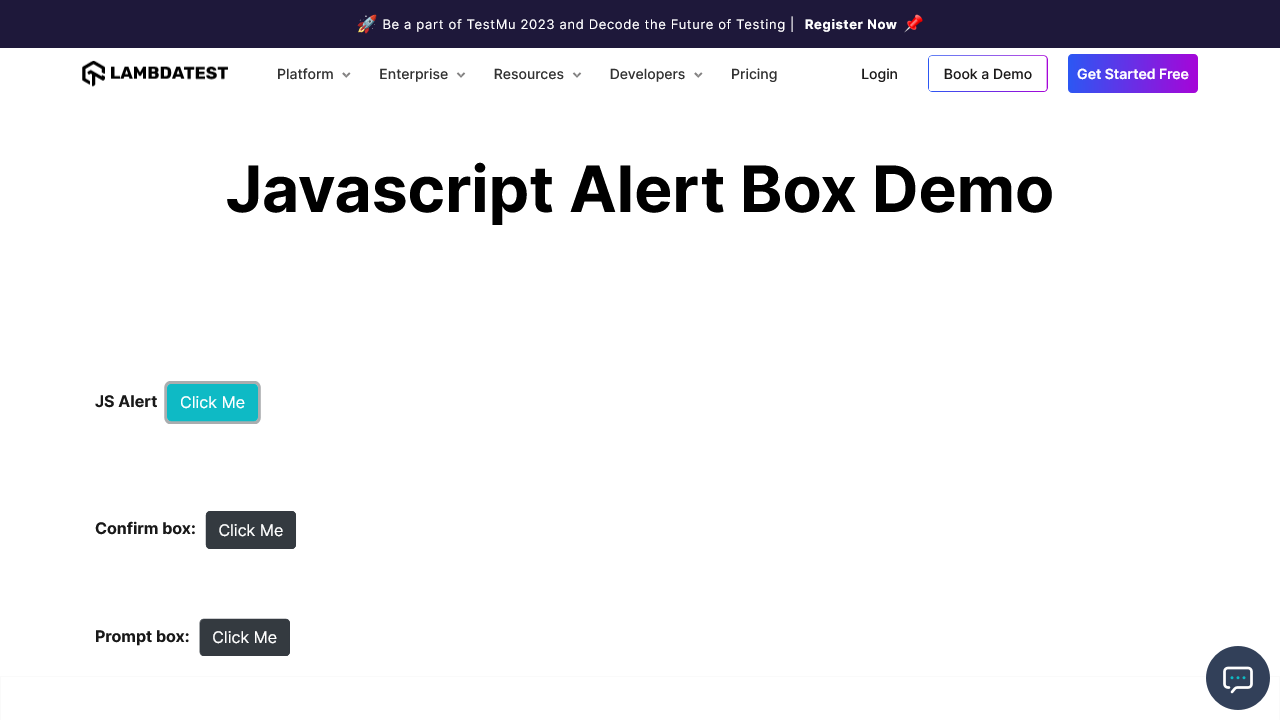 🚀 Be a part of TestMu 2023 and Decode the Future of Testing | Register Now 📌
LAMBDATEST Platform Enterprise Resources Developers Pricing Login Book a Demo Get Started Free
Javascript Alert Box Demo
JS Alert Click Me
Confirm box: Click Me
Prompt box: Click Me